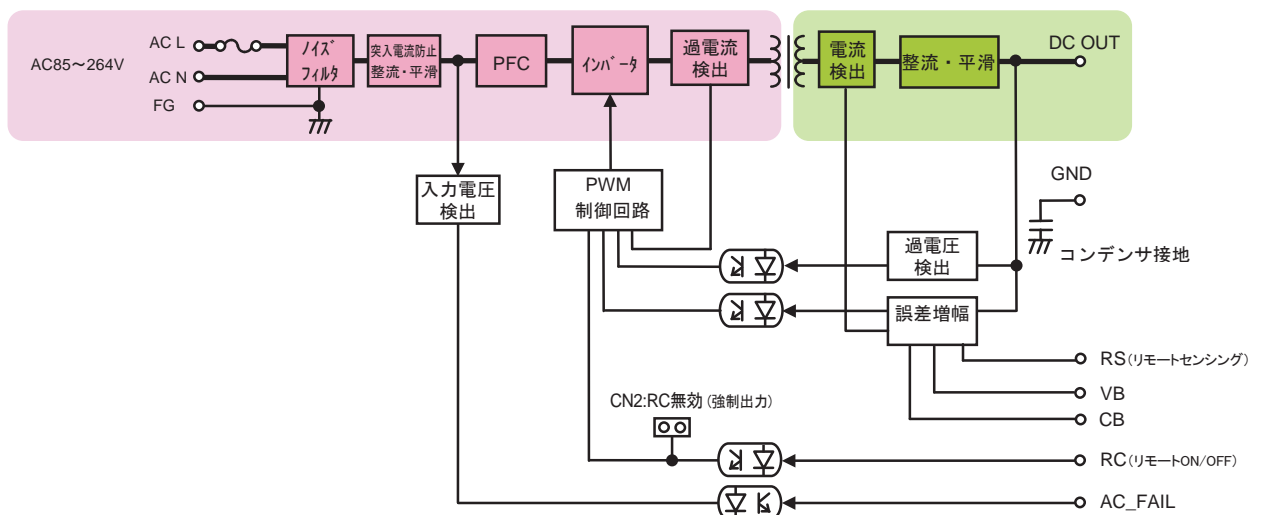 AC85～264V
AC L
AC N
FG
ノイズ
フィルタ
突入電流防止
整流・平滑
PFC
インバータ
過電流
検出
電流
検出
整流・平滑
DC OUT
入力電圧
検出
PWM
制御回路
過電圧
検出
誤差増幅
GND
コンデンサ接地
RS(リモートセンシング)
VB
CB
CN2:RC無効(強制出力)
RC(リモートON/OFF)
AC_FAIL